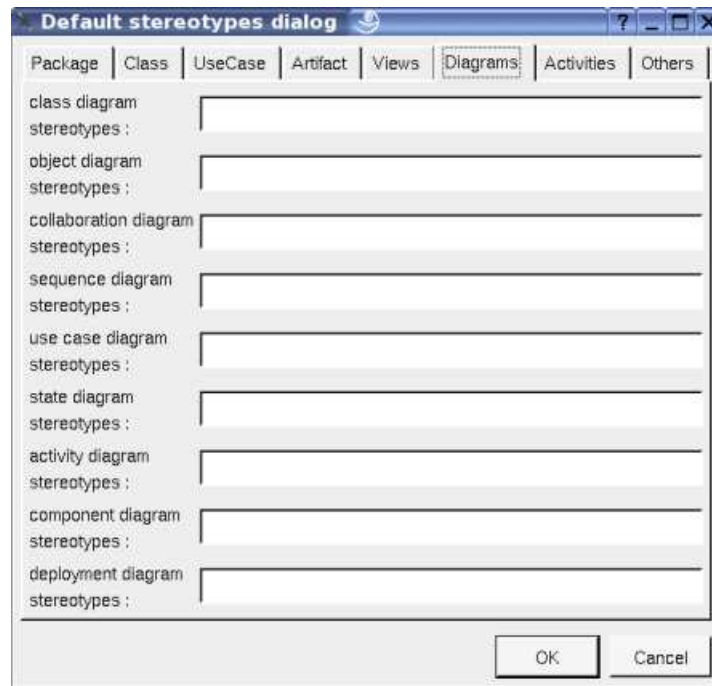 Default stereotypes dialog
Package Class UseCase Artifact Views Diagrams Activities Others
class diagram
stereotypes :
object diagram
stereotypes :
collaboration diagram
stereotypes :
sequence diagram
stereotypes :
use case diagram
stereotypes :
state diagram
stereotypes :
activity diagram
stereotypes :
component diagram
stereotypes :
deployment diagram
stereotypes :
OK Cancel